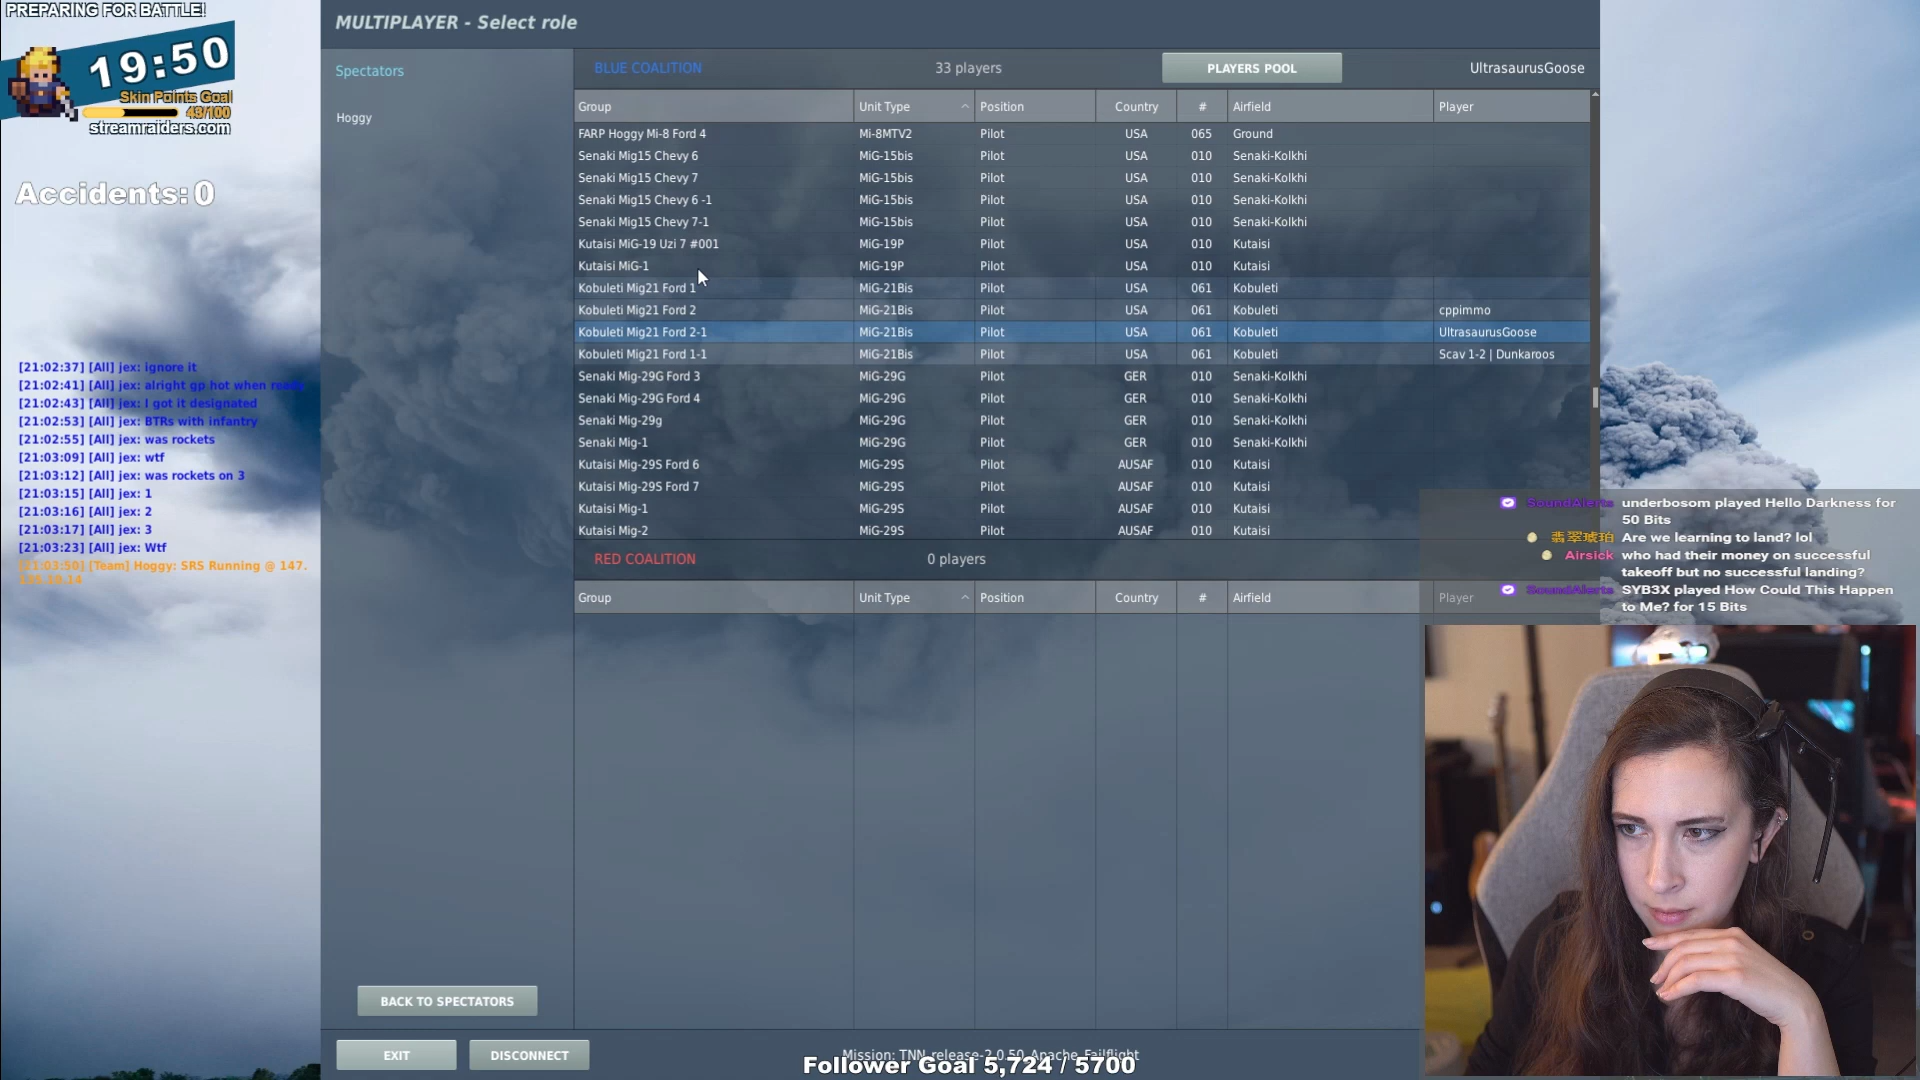 PREPARING FOR BATTLE!
19:50
Skin Points Goal
streamraiders.com
Accidents: 0
[21:02:37] [All] jex: ignore it
[21:02:41] [All] jex: alright gp hot when ready
[21:02:43] [All] jex: I got it designated
[21:02:53] [All] jex: BTRs with infantry
[21:02:55] [All] jex: was rockets
[21:03:09] [All] jex: wtf
[21:03:12] [All] jex: was rockets on 3
[21:03:15] [All] jex: 1
[21:03:16] [All] jex: 2
[21:03:17] [All] jex: 3
[21:03:23] [All] jex: Wtf
[21:03:50] [Team] Hoggy: SRS Running @ 147.
MULTIPLAYER - Select role
Spectators
Hoggy
BLUE COALITION 33 players PLAYERS POOL UltrasaurusGoose
Group Unit Type Position Country # Airfield Player
FARP Hoggy Mi-8 Ford 4 Mi-8MTV2 Pilot USA 065 Ground
Senaki Mig15 Chevy 6 MiG-15bis Pilot USA 010 Senaki-Kolkhi
Senaki Mig15 Chevy 7 MiG-15bis Pilot USA 010 Senaki-Kolkhi
Senaki Mig15 Chevy 6 -1 MiG-15bis Pilot USA 010 Senaki-Kolkhi
Senaki Mig15 Chevy 7-1 MiG-15bis Pilot USA 010 Senaki-Kolkhi
Kutaisi MiG-19 Uzi 7 #001 MiG-19P Pilot USA 010 Kutaisi
Kutaisi MiG-1 MiG-19P Pilot USA 010 Kutaisi
Kobuleti Mig21 Ford 1 MiG-21Bis Pilot USA 061 Kobuleti
Kobuleti Mig21 Ford 2 MiG-21Bis Pilot USA 061 Kobuleti cppimmo
Kobuleti Mig21 Ford 2-1 MiG-21Bis Pilot USA 061 Kobuleti UltrasaurusGoose
Kobuleti Mig21 Ford 1-1 MiG-21Bis Pilot USA 061 Kobuleti Scav 1-2 | Dunkaroos
Senaki Mig-29G Ford 3 MiG-29G Pilot GER 010 Senaki-Kolkhi
Senaki Mig-29G Ford 4 MiG-29G Pilot GER 010 Senaki-Kolkhi
Senaki Mig-29g MiG-29G Pilot GER 010 Senaki-Kolkhi
Senaki Mig-1 MiG-29G Pilot GER 010 Senaki-Kolkhi
Kutaisi Mig-29S Ford 6 MiG-29S Pilot AUSAF 010 Kutaisi
Kutaisi Mig-29S Ford 7 MiG-29S Pilot AUSAF 010 Kutaisi
Kutaisi Mig-1 MiG-29S Pilot AUSAF 010 Kutaisi
Kutaisi Mig-2 MiG-29S Pilot AUSAF 010 Kutaisi
RED COALITION 0 players
Group Unit Type Position Country # Airfield Player
SoundAlerts underbosom played Hello Darkness for
50 Bits
翡翠琥珀 Are we learning to land? lol
Airsick who had their money on successful
takeoff but no successful landing?
SoundAlerts SYB3X played How Could This Happen
to Me? for 15 Bits
BACK TO SPECTATORS
EXIT DISCONNECT
Mission: TNN_release-2.0.50_Apache_Failflight
Follower Goal 5,724 / 5700